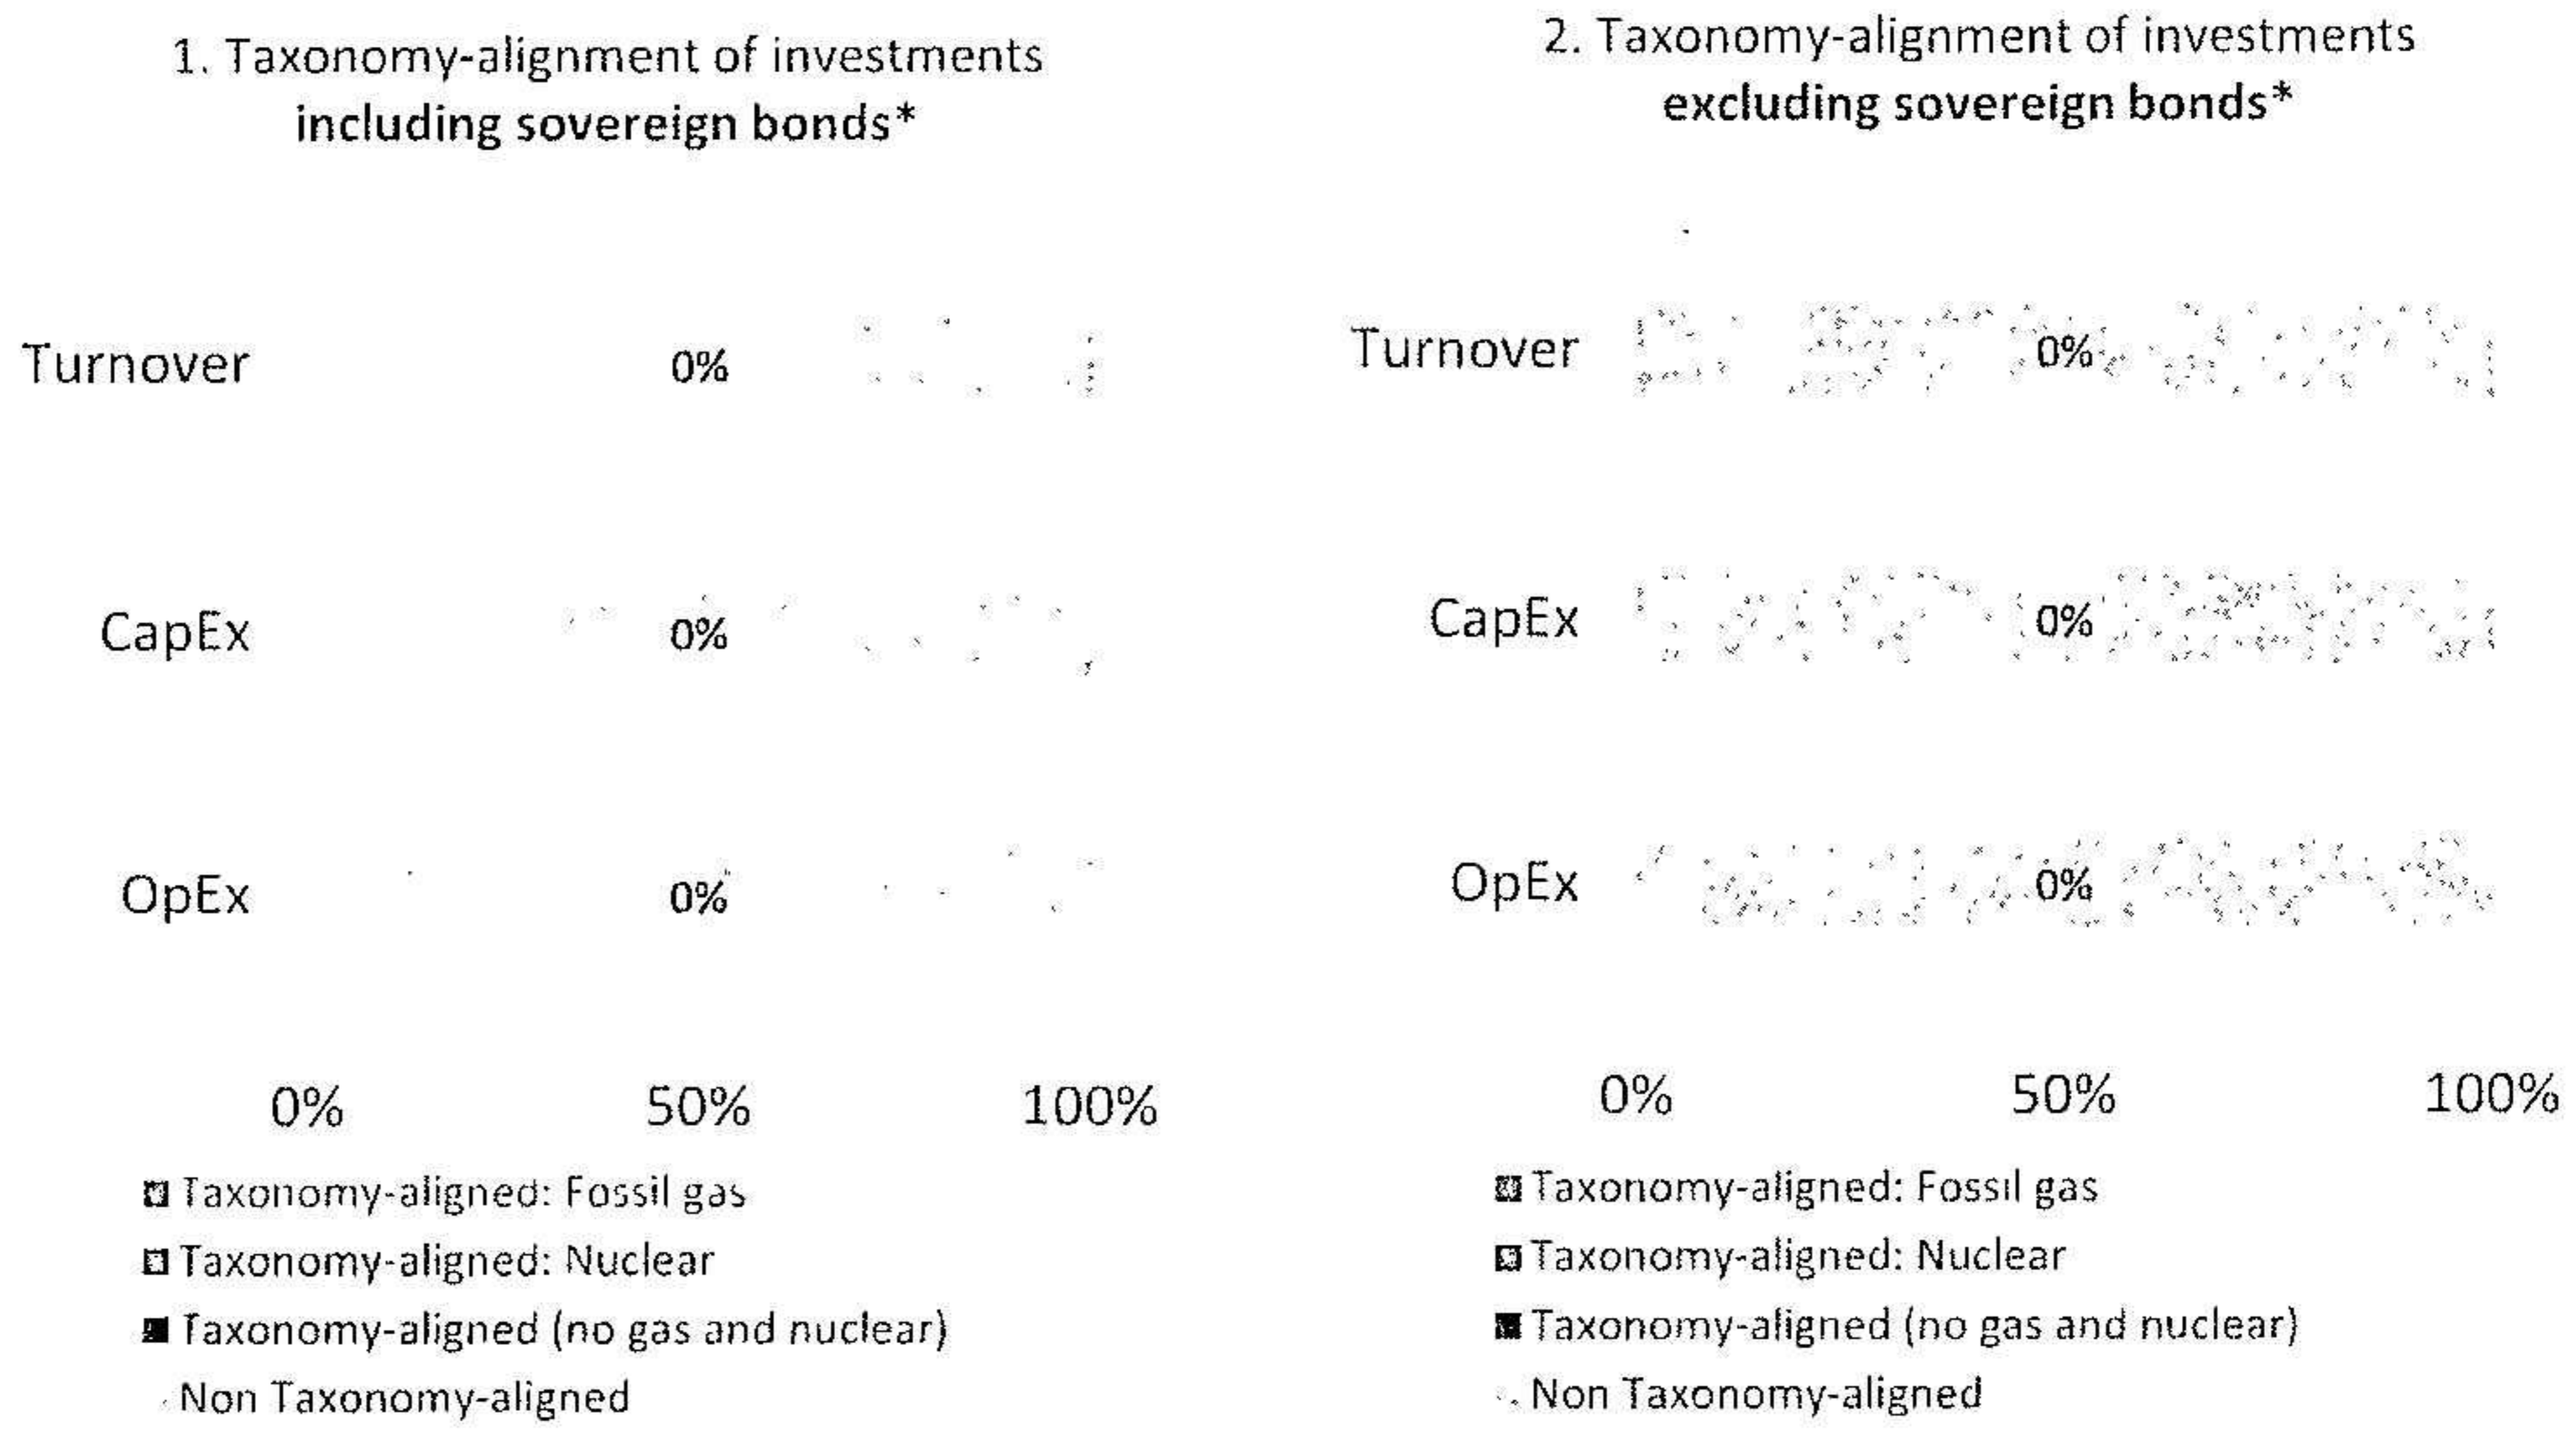 1. Taxonomy-alignment of investments
including sovereign bonds*
Turnover
0%
CapEx
0%
OpEx
0%
0%
50%
100%
Taxonomy-aligned: Fossil gas
Taxonomy-aligned: Nuclear
Taxonomy-aligned (no gas and nuclear)
Non Taxonomy-aligned
2. Taxonomy-alignment of investments
excluding sovereign bonds*
Turnover
0%
CapEx
0%
OpEx
0%
0%
50%
100%
Taxonomy-aligned: Fossil gas
Taxonomy-aligned: Nuclear
Taxonomy-aligned (no gas and nuclear)
Non Taxonomy-aligned